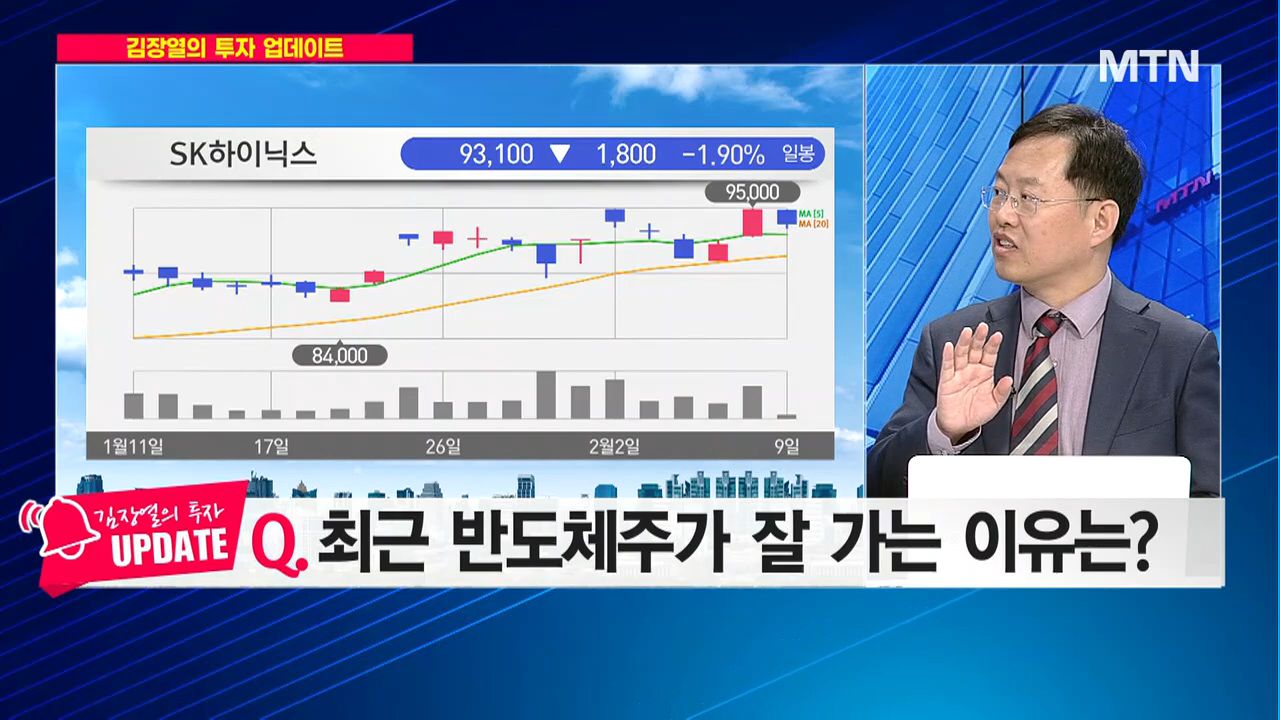 김장열의 투자 업데이트
MTN
SK하이닉스
93,100 ▼ 1,800 -1.90% 일봉
95,000
MA [5]
MA [20]
84,000
1월11일 17일 26일 2월2일 9일
MTN
김장열의 투자
UPDATE
Q. 최근 반도체주가 잘 가는 이유는?